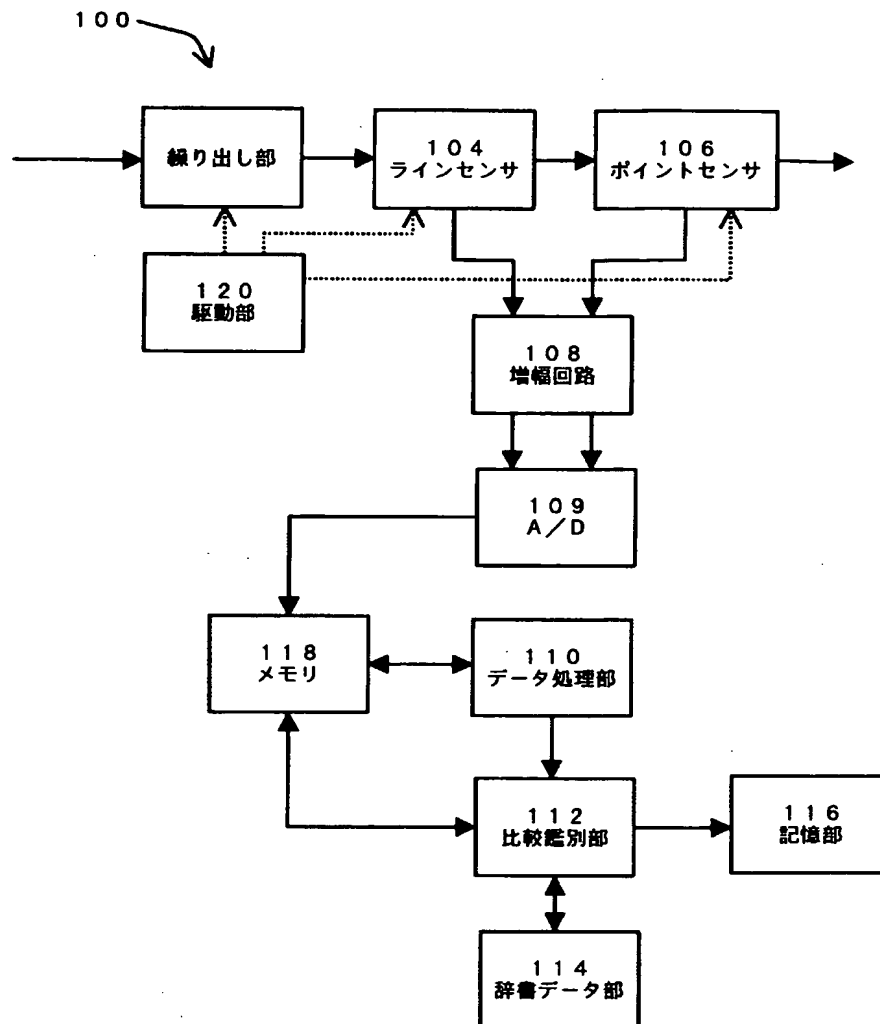 １００
繰り出し部
１０４
ラインセンサ
１０６
ポイントセンサ
１２０
駆動部
１０８
増幅回路
１０９
Ａ／Ｄ
１１８
メモリ
１１０
データ処理部
１１２
比較鑑別部
１１６
記憶部
１１４
辞書データ部